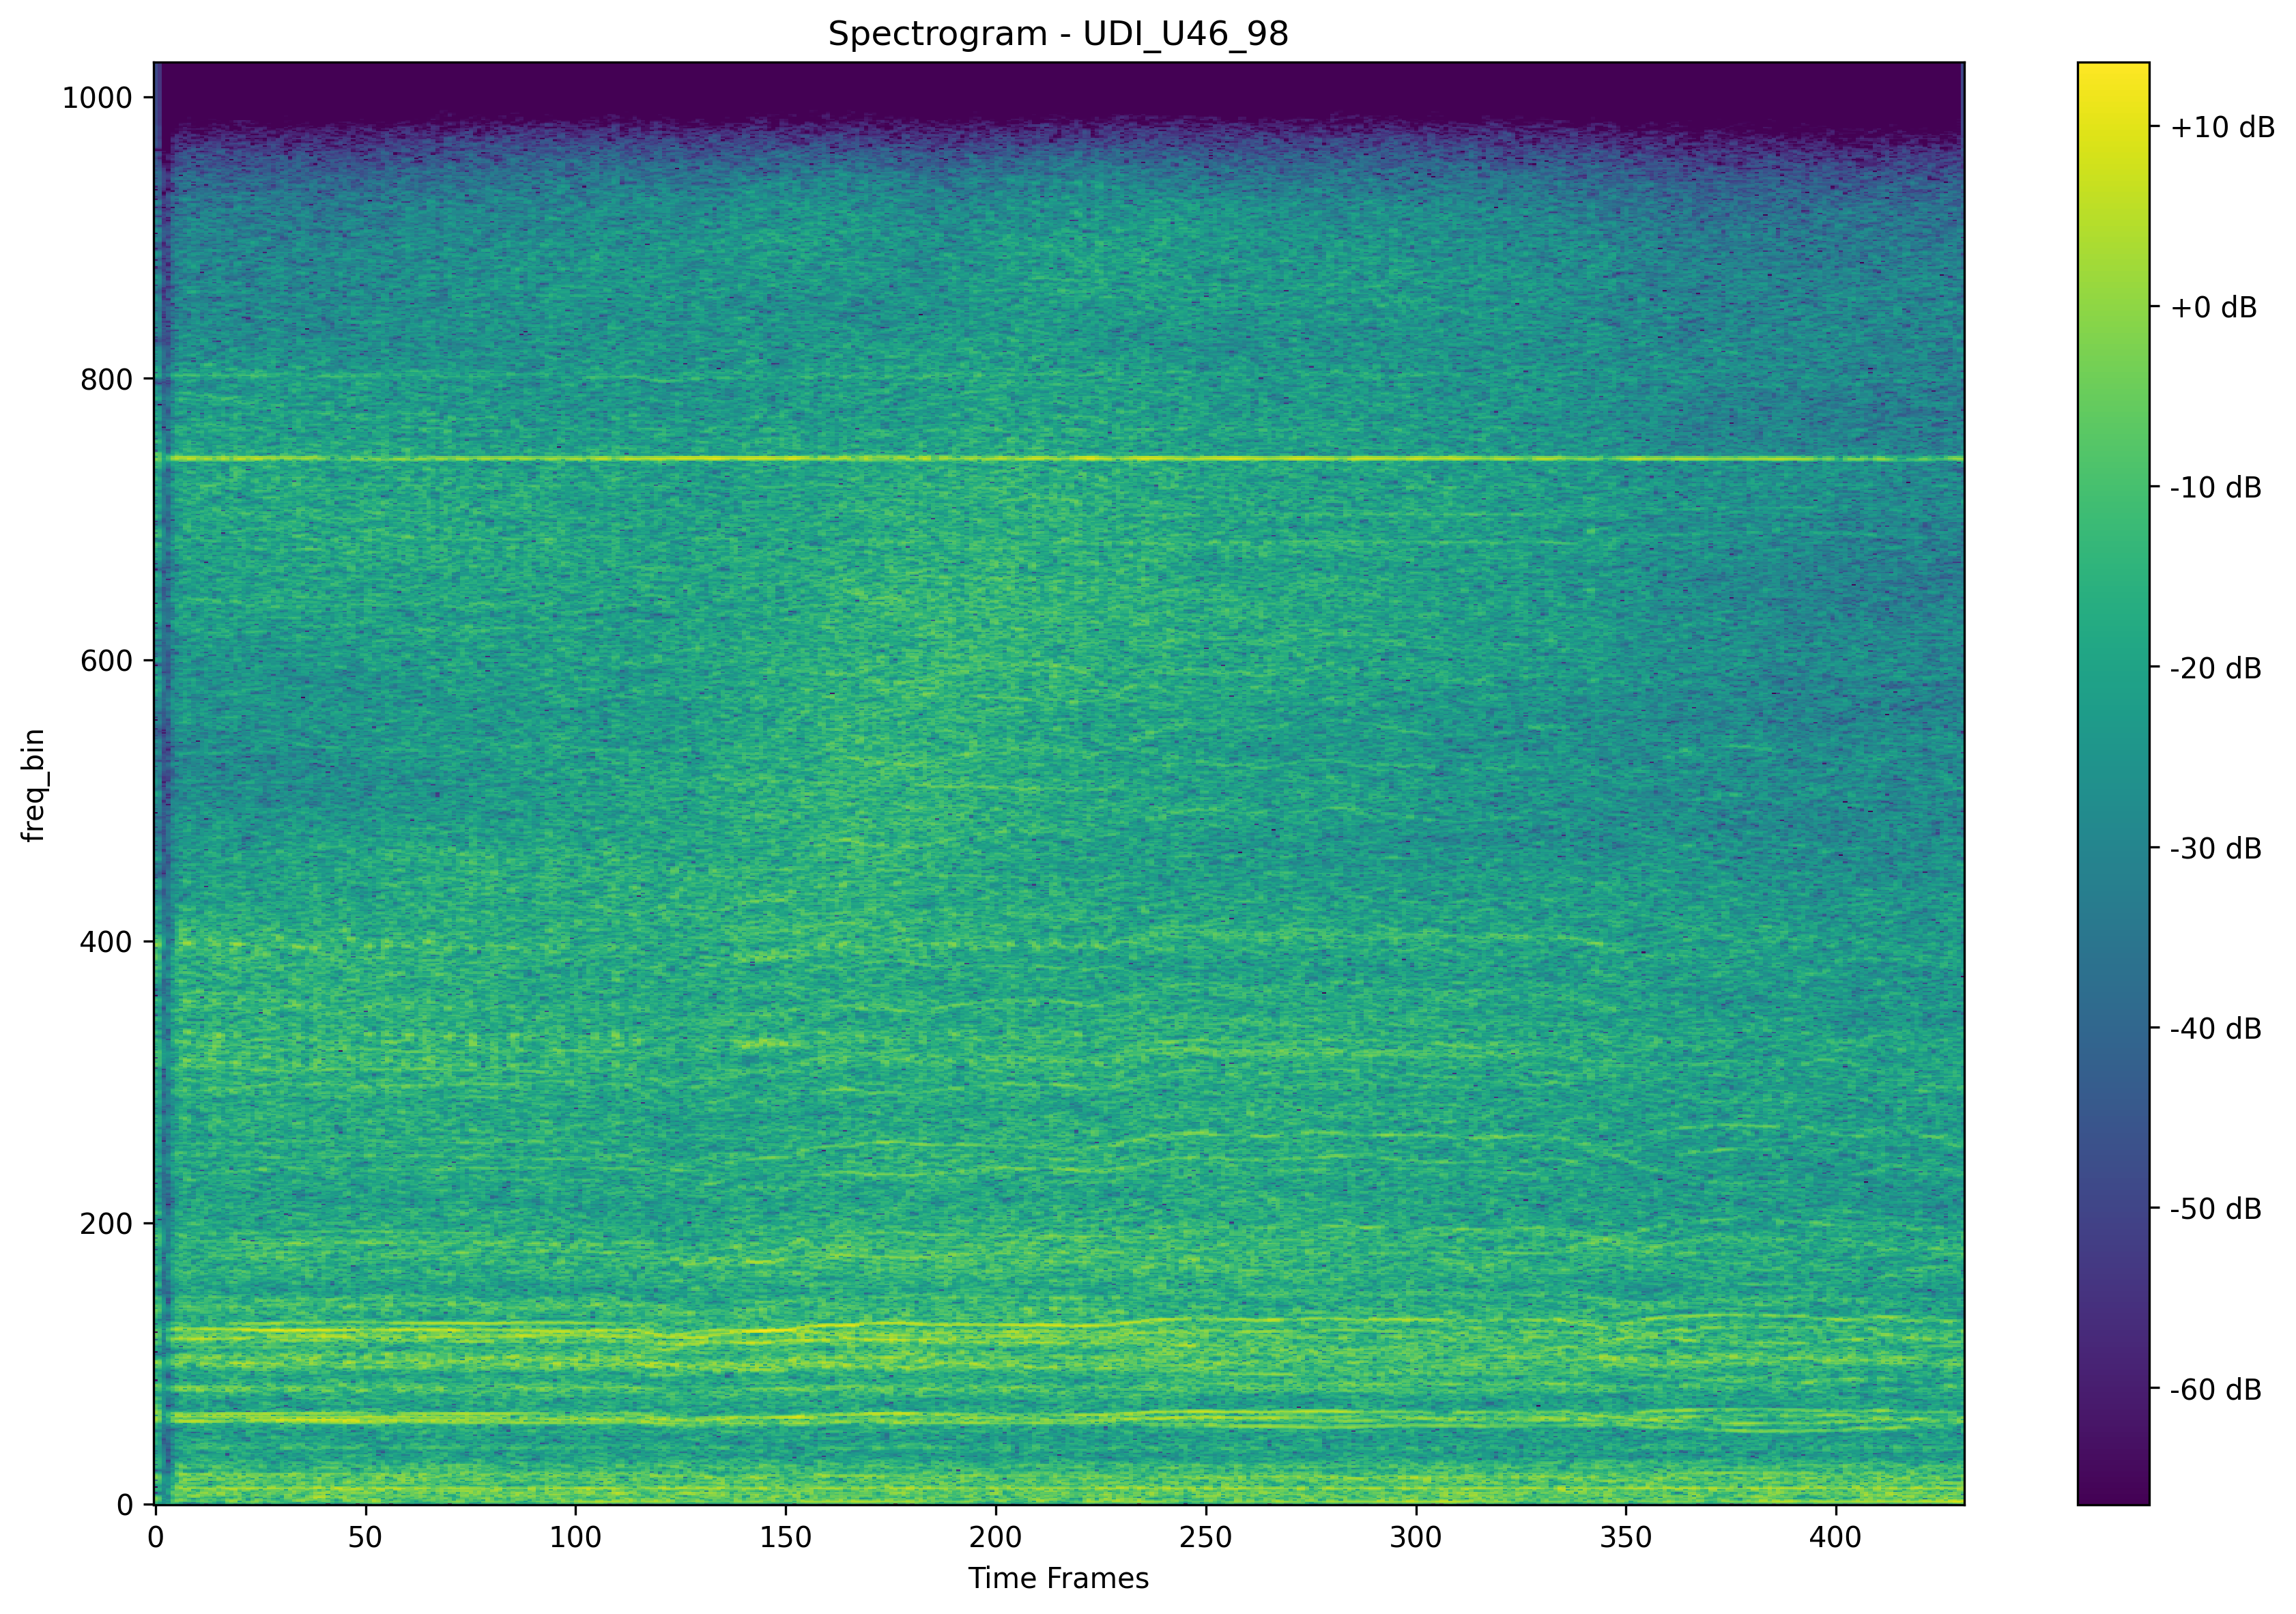 Spectrogram - UDI_U46_98
freq_bin
1000
800
600
400
200
0
0 50 100 150 200 250 300 350 400
Time Frames
+10 dB
+0 dB
-10 dB
-20 dB
-30 dB
-40 dB
-50 dB
-60 dB